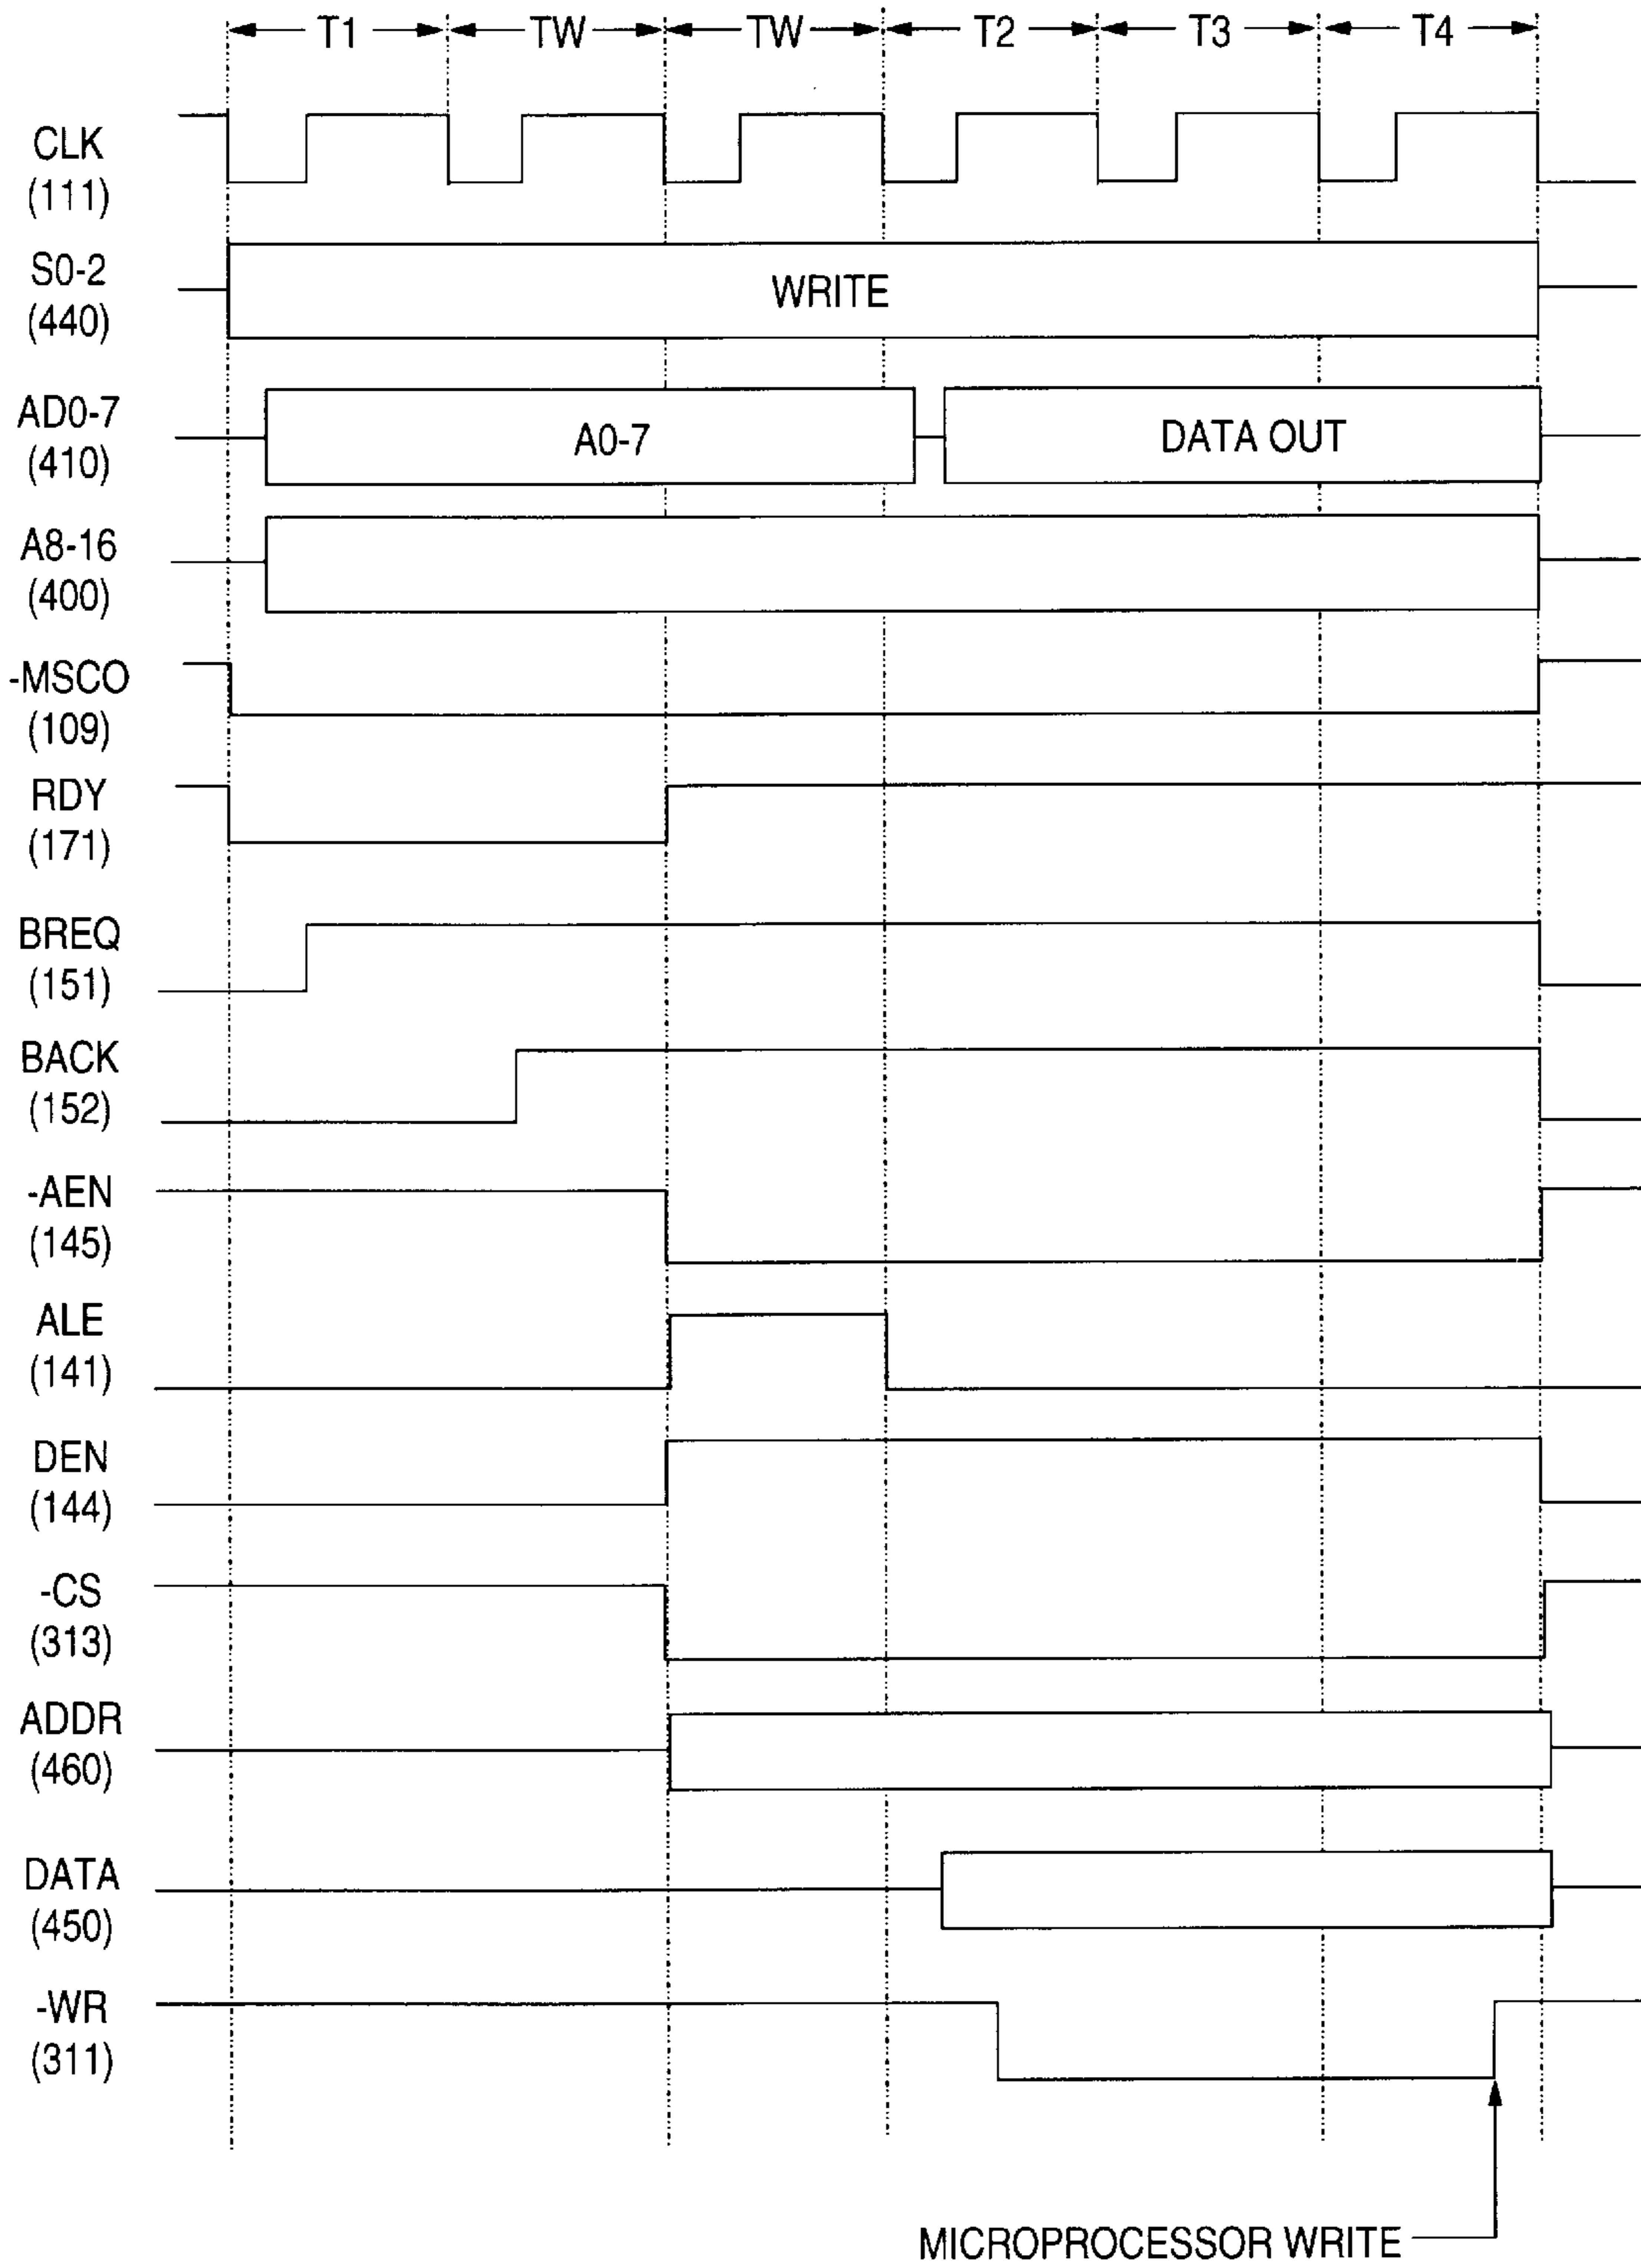 T1 TW TW T2 T3 T4
CLK
(111)
S0-2
(440)
WRITE
AD0-7
(410)
A0-7
DATA OUT
A8-16
(400)
-MSCO
(109)
RDY
(171)
BREQ
(151)
BACK
(152)
-AEN
(145)
ALE
(141)
DEN
(144)
-CS
(313)
ADDR
(460)
DATA
(450)
-WR
(311)
MICROPROCESSOR WRITE